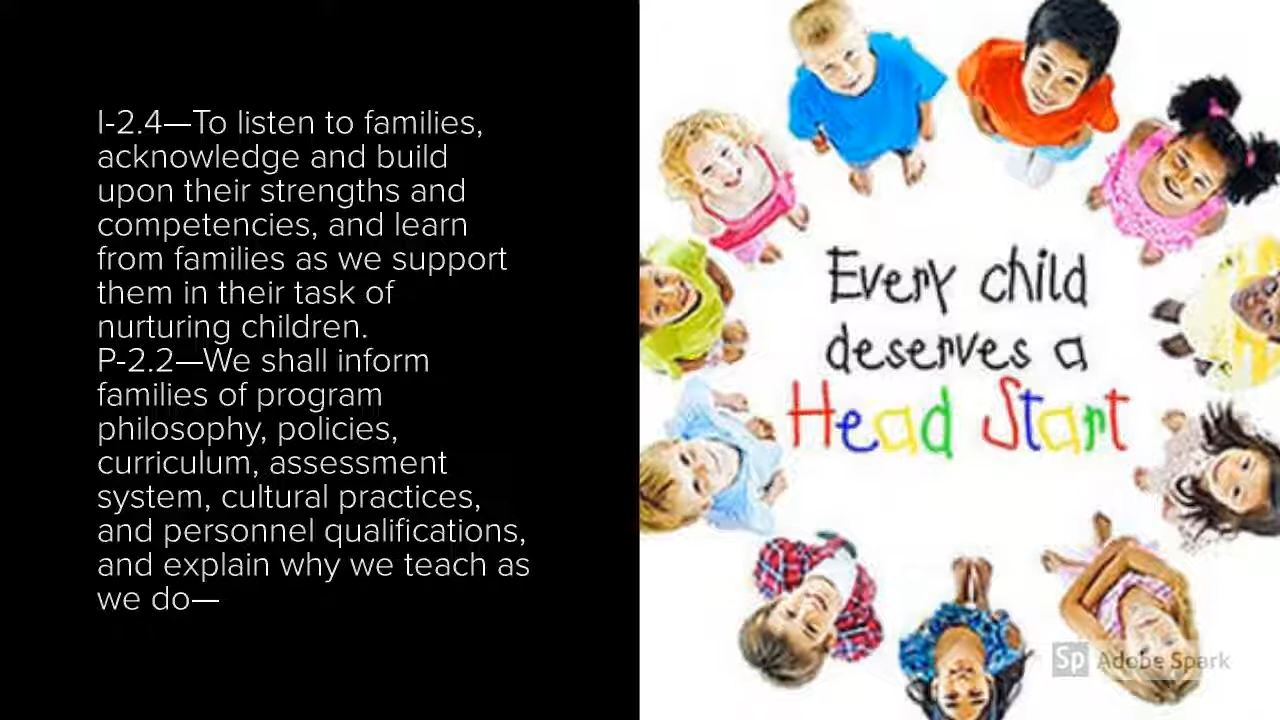 I-2.4—To listen to families,
acknowledge and build
upon their strengths and
competencies, and learn
from families as we support
them in their task of
nurturing children.
P-2.2—We shall inform
families of program
philosophy, policies,
curriculum, assessment
system, cultural practices,
and personnel qualifications,
and explain why we teach as
we do—
Every child
deserves a
Head Start
Sp Adobe Spark